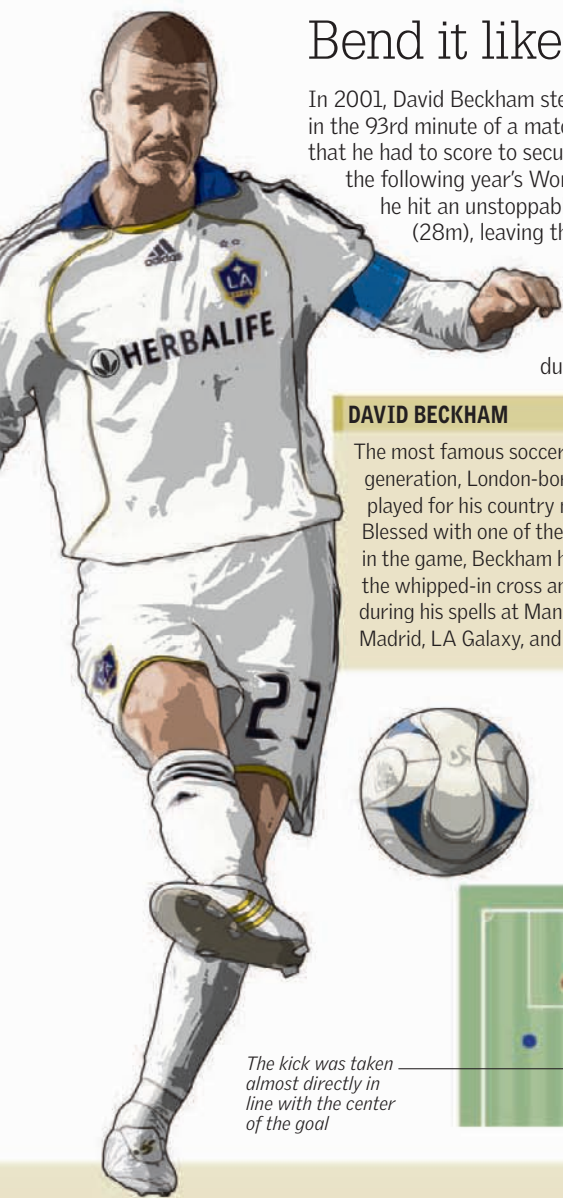 Bend it like
In 2001, David Beckham ste
in the 93rd minute of a matc
that he had to score to secu
the following year's Wor
he hit an unstoppab
(28m), leaving th
adidas
LA
GALAXY
HERBALIFE
du
DAVID BECKHAM
The most famous soccer
generation, London-bor
played for his country
Blessed with one of the
in the game, Beckham h
the whipped-in cross an
during his spells at Man
Madrid, LA Galaxy, and
23
The kick was taken
almost directly in
line with the center
of the goal